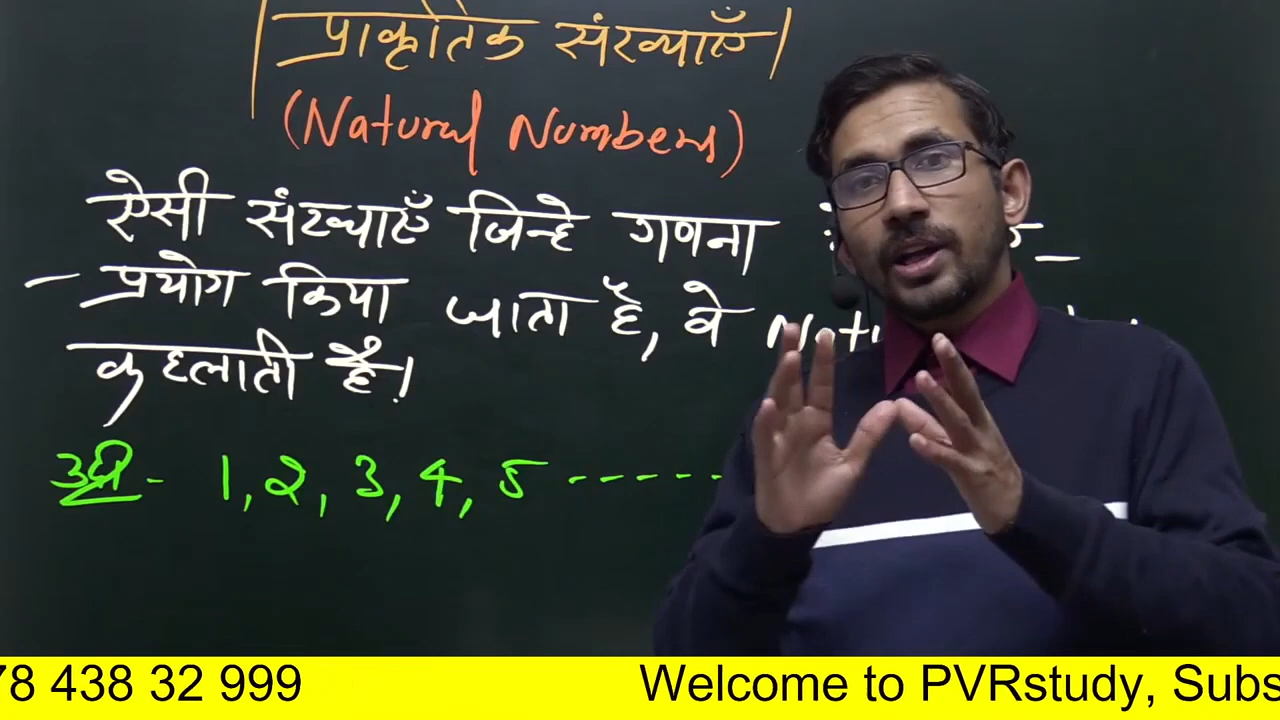 प्राकृतिक संख्याएँ
(Natural Numbers)
ऐसी संख्याएँ जिन्हे गणना
प्रयोग किया जाता है, वे Natu
कहलाती है।
1, 2, 3, 4, 5 -----
78 438 32 999 Welcome to PVRstudy, Subs